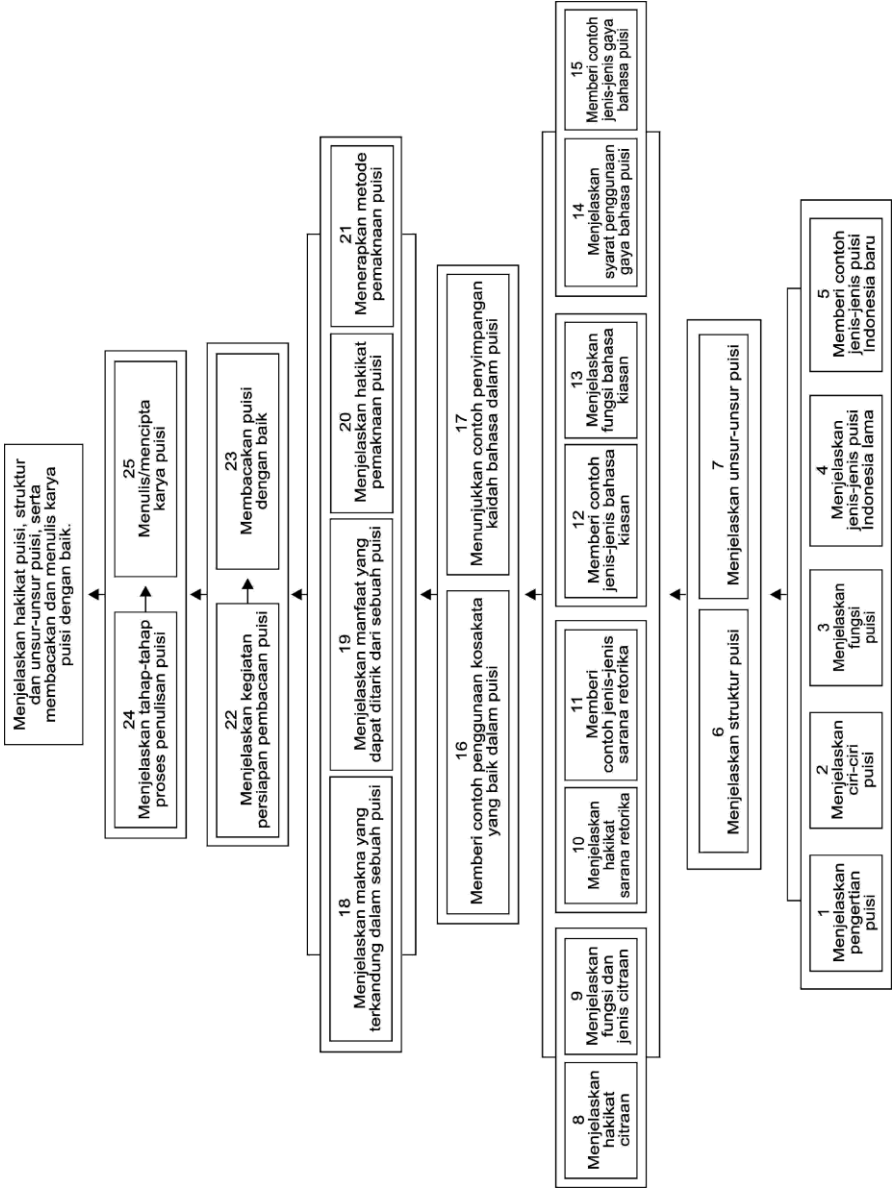 Menjelaskan hakikat puisi, struktur
dan unsur-unsur puisi, serta
membacakan dan menulis karya
puisi dengan baik.
24
Menjelaskan tahap-tahap
proses penulisan puisi
25
Menulis/mencipta
karya puisi
22
Menjelaskan kegiatan
persiapan pembacaan puisi
23
Membacakan puisi
dengan baik
18
Menjelaskan makna yang
terkandung dalam sebuah puisi
19
Menjelaskan manfaat yang
dapat ditarik dari sebuah puisi
20
Menjelaskan hakikat
pemaknaan puisi
21
Menerapkan metode
pemaknaan puisi
16
Memberi contoh penggunaan kosakata
yang baik dalam puisi
17
Menunjukkan contoh penyimpangan
kaidah bahasa dalam puisi
8
Menjelaskan
hakikat
citraan
9
Menjelaskan
fungsi dan
jenis citraan
10
Menjelaskan
hakikat
sarana retorika
11
Memberi
contoh jenis-jenis
sarana retorika
12
Memberi contoh
jenis-jenis bahasa
kiasan
13
Menjelaskan
fungsi bahasa
kiasan
14
Menjelaskan
syarat penggunaan
gaya bahasa puisi
15
Memberi contoh
jenis-jenis gaya
bahasa puisi
6
Menjelaskan struktur puisi
7
Menjelaskan unsur-unsur puisi
1
Menjelaskan
pengertian
puisi
2
Menjelaskan
ciri-ciri
puisi
3
Menjelaskan
fungsi
puisi
4
Menjelaskan
jenis-jenis puisi
Indonesia lama
5
Memberi contoh
jenis-jenis puisi
Indonesia baru